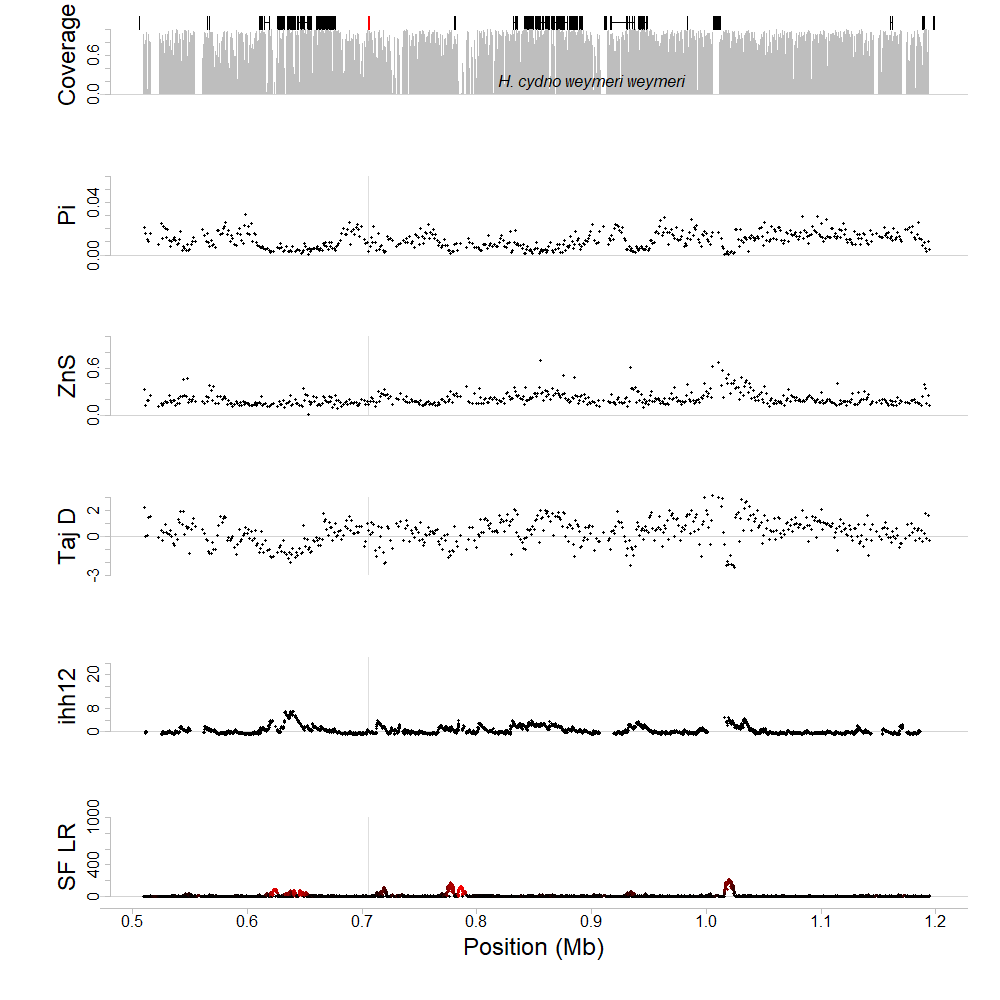 Coverage
0.0
0.6
H. cydno weymeri weymeri
Pi
0.00
0.04
ZnS
0.0
0.6
Taj D
-3
0
2
ihh12
0
8
20
SF LR
0
400
1000
0.5 0.6 0.7 0.8 0.9 1.0 1.1 1.2
Position (Mb)